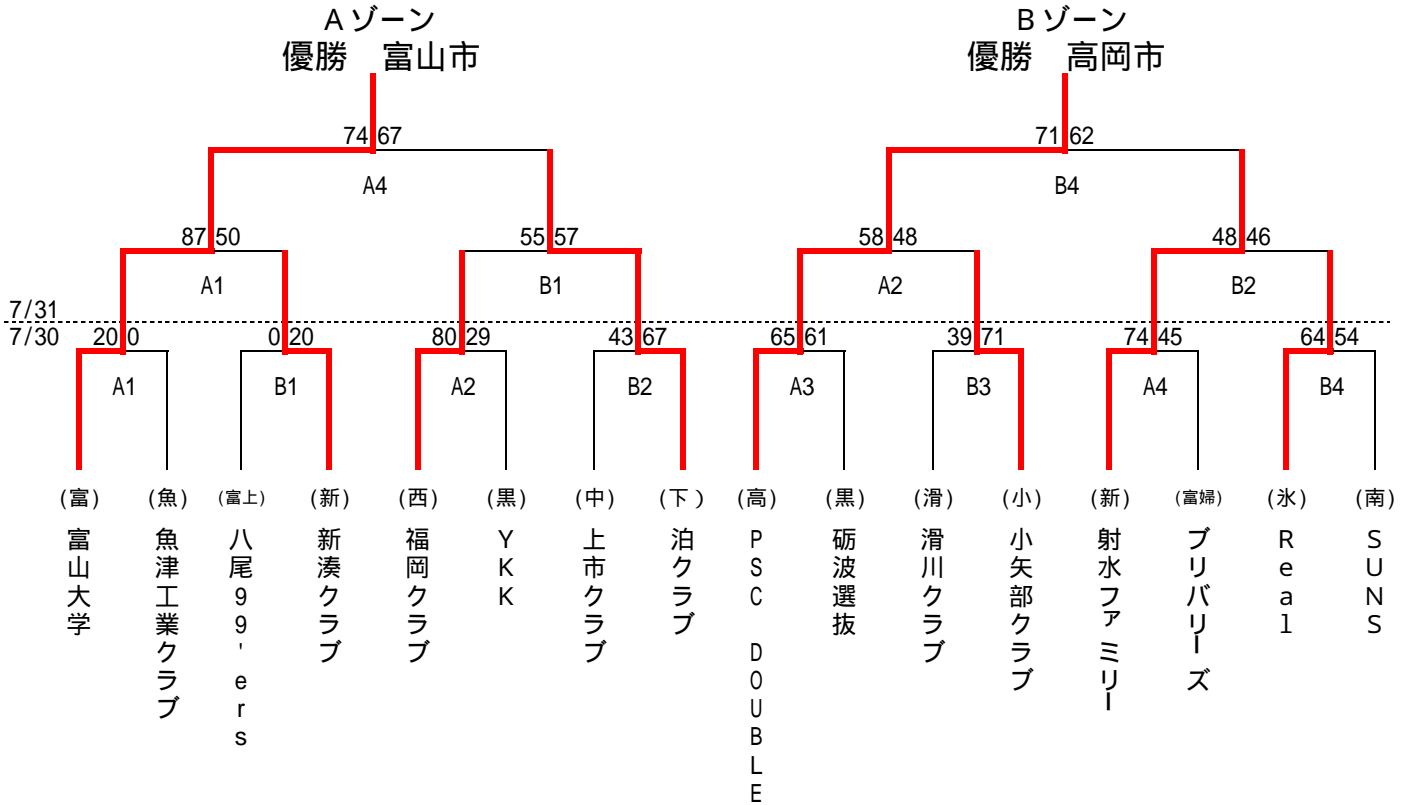 Aゾーン
優勝 富山市
Bゾーン
優勝 高岡市
74 67
71 62
A4
B4
87 50
55 57
58 48
48 46
A1
B1
A2
B2
7/31
7/30
20 0
0 20
80 29
43 67
65 61
39 71
74 45
64 54
A1
B1
A2
B2
A3
B3
A4
B4
(富)
富山大学
(魚)
魚津工業クラブ
(富上)
八尾99'ers
(新)
新湊クラブ
(西)
福岡クラブ
(黒)
YKK
(中)
上市クラブ
(下)
泊クラブ
(高)
PSC DOUBLE
(黒)
砺波選抜
(滑)
滑川クラブ
(小)
小矢部クラブ
(新)
射水ファミリー
(富婦)
ブリバリーズ
(氷)
Real
(南)
SUNS